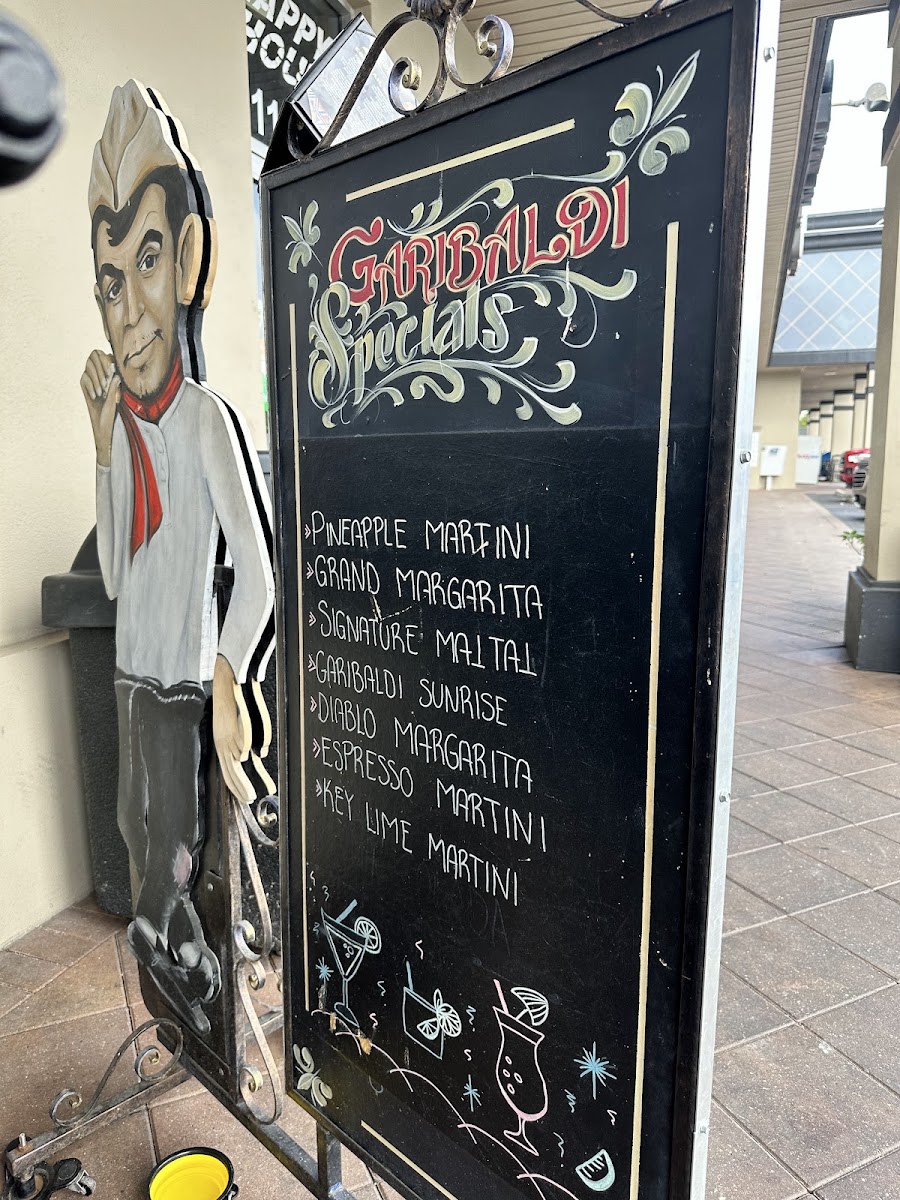 HAPPY
HOU
11
GARIBALDI
Specials
»PINEAPPLE MARTINI
»GRAND MARGARITA
»SIGNATURE MAITAI
»GARIBALDI SUNRISE
»DIABLO MARGARITA
»ESPRESSO MARTINI
»KEY LIME MARTINI